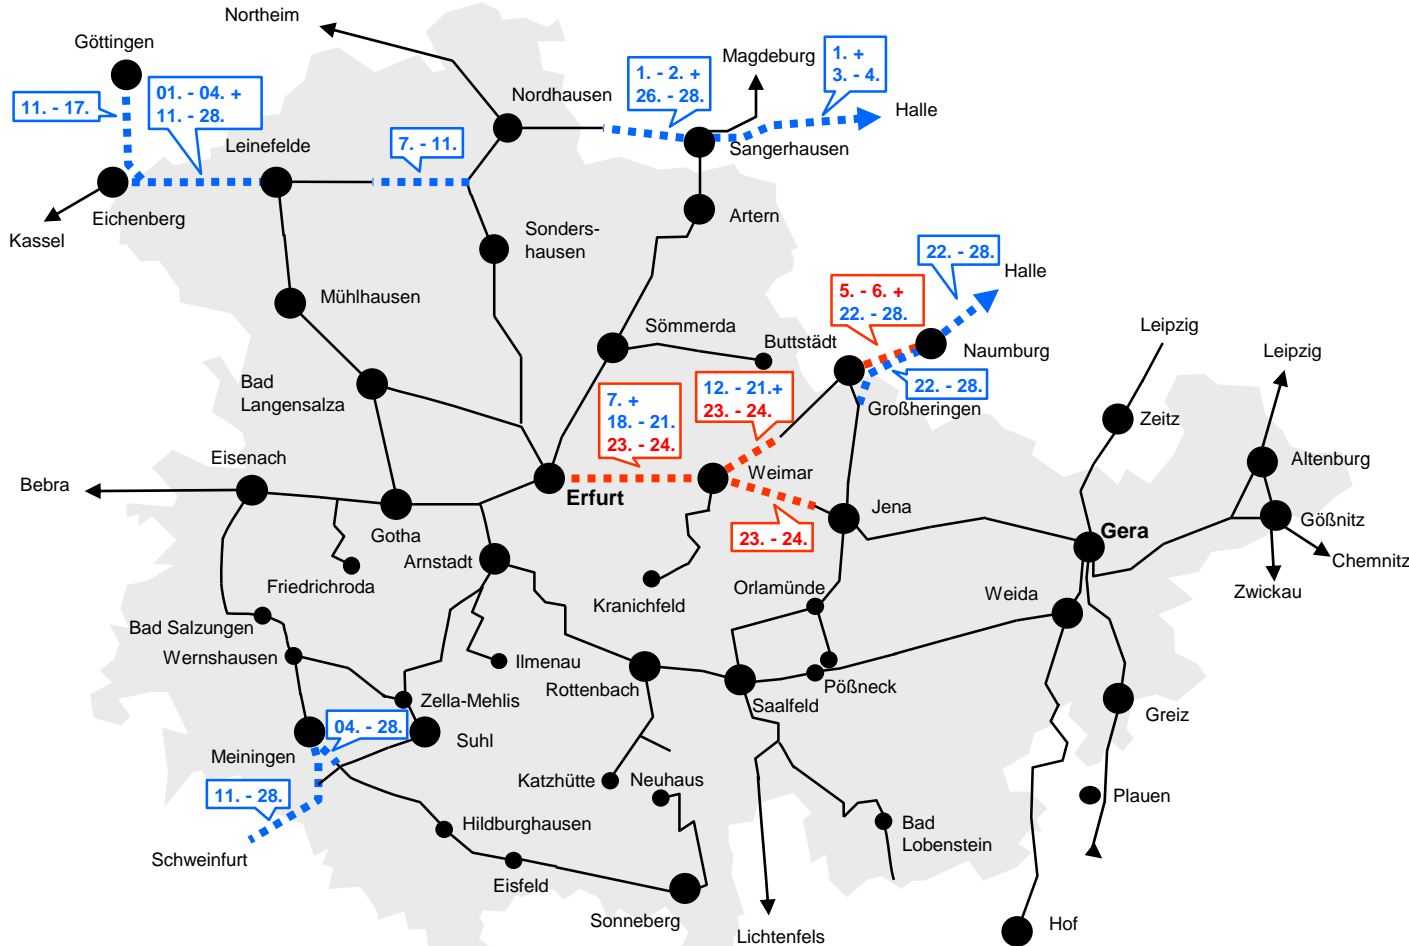 Northeim
Göttingen
Magdeburg
1. +
3. - 4.
1. - 2. +
26. - 28.
01. - 04. +
11. - 28.
11. - 17.
Nordhausen
Halle
Leinefelde
7. - 11.
Sangerhausen
Eichenberg
Kassel
Artern
Sonders-
hausen
22. - 28.
Halle
5. - 6. +
22. - 28.
Mühlhausen
Sömmerda
Buttstädt
Naumburg
Leipzig
Leipzig
22. - 28.
Bad
Langensalza
7. +
18. - 21.
23. - 24.
12. - 21.+
23. - 24.
Großheringen
Zeitz
Eisenach
Bebra
Weimar
Altenburg
Erfurt
Gotha
Jena
Gößnitz
23. - 24.
Gera
Chemnitz
Arnstadt
Friedrichroda
Kranichfeld
Orlamünde
Weida
Zwickau
Bad Salzungen
Wernshausen
Ilmenau
Rottenbach
Pößneck
Zella-Mehlis
Saalfeld
Greiz
04. - 28.
Suhl
Meiningen
Katzhütte
Neuhaus
11. - 28.
Plauen
Hildburghausen
Bad
Lobenstein
Schweinfurt
Eisfeld
Sonneberg
Hof
Lichtenfels